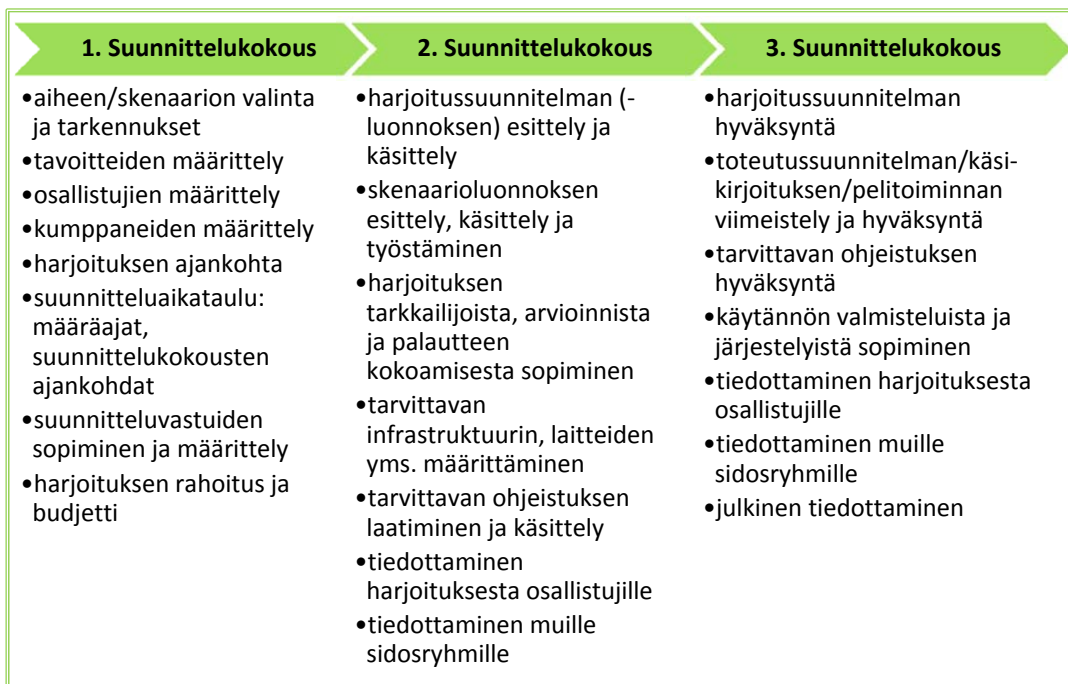 1. Suunnittelukokous
•aiheen/skenaarion valinta
ja tarkennukset
•tavoitteiden määrittely
•osallistujien määrittely
•kumppaneiden määrittely
•harjoituksen ajankohta
•suunnitteluaikataulu:
määräajat,
suunnittelukokousten
ajankohdat
•suunnitteluvastuiden
sopiminen ja määrittely
•harjoituksen rahoitus ja
budjetti
2. Suunnittelukokous
•harjoitussuunnitelman (-
luonnoksen) esittely ja
käsittely
•skenaarioluonnoksen
esittely, käsittely ja
työstäminen
•harjoituksen
tarkkailijoista, arvioinnista
ja palautteen
kokoamisesta sopiminen
•tarvittavan
infrastruktuurin, laitteiden
yms. määrittäminen
•tarvittavan ohjeistuksen
laatiminen ja käsittely
•tiedottaminen
harjoituksesta osallistujille
•tiedottaminen muille
sidosryhmille
3. Suunnittelukokous
•harjoitussuunnitelman
hyväksyntä
•toteutussuunnitelman/käsi-
kirjoituksen/pelitoiminnan
viimeistely ja hyväksyntä
•tarvittavan ohjeistuksen
hyväksyntä
•käytännön valmisteluista ja
järjestelyistä sopiminen
•tiedottaminen harjoituksesta
osallistujille
•tiedottaminen muille
sidosryhmille
•julkinen tiedottaminen